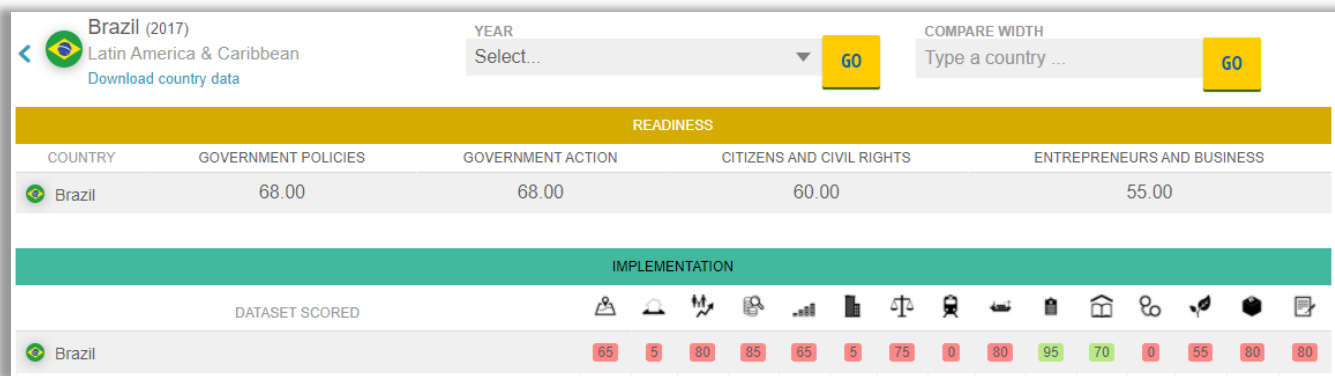 Brazil (2017)
Latin America & Caribbean
Download country data
YEAR
Select...
GO
COMPARE WIDTH
Type a country ...
GO
READINESS
COUNTRY GOVERNMENT POLICIES GOVERNMENT ACTION CITIZENS AND CIVIL RIGHTS ENTREPRENEURS AND BUSINESS
Brazil 68.00 68.00 60.00 55.00
IMPLEMENTATION
DATASET SCORED
Brazil 65 5 80 85 65 5 75 0 80 95 70 0 55 80 80